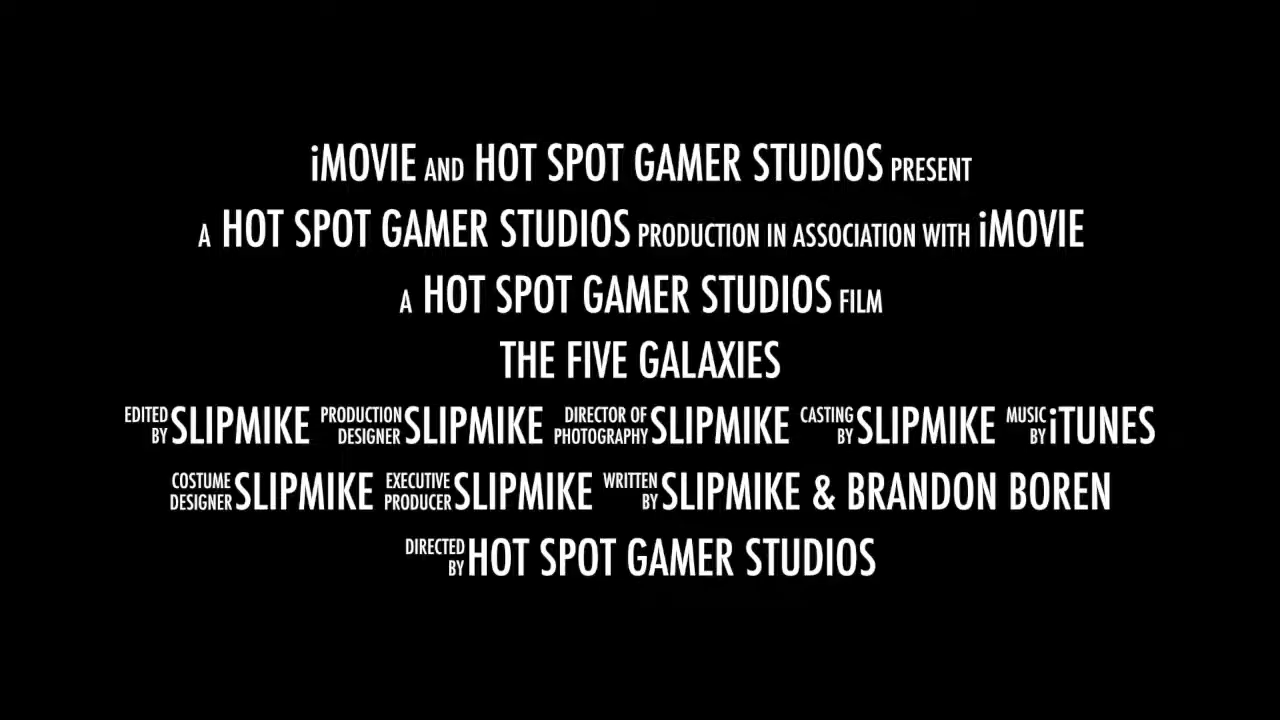 iMOVIE AND HOT SPOT GAMER STUDIOS PRESENT
A HOT SPOT GAMER STUDIOS PRODUCTION IN ASSOCIATION WITH iMOVIE
A HOT SPOT GAMER STUDIOS FILM
THE FIVE GALAXIES
EDITED BY SLIPMIKE PRODUCTION DESIGNER SLIPMIKE DIRECTOR OF PHOTOGRAPHY SLIPMIKE CASTING BY SLIPMIKE MUSIC BY iTUNES
COSTUME DESIGNER SLIPMIKE EXECUTIVE PRODUCER SLIPMIKE WRITTEN BY SLIPMIKE & BRANDON BOREN
DIRECTED BY HOT SPOT GAMER STUDIOS